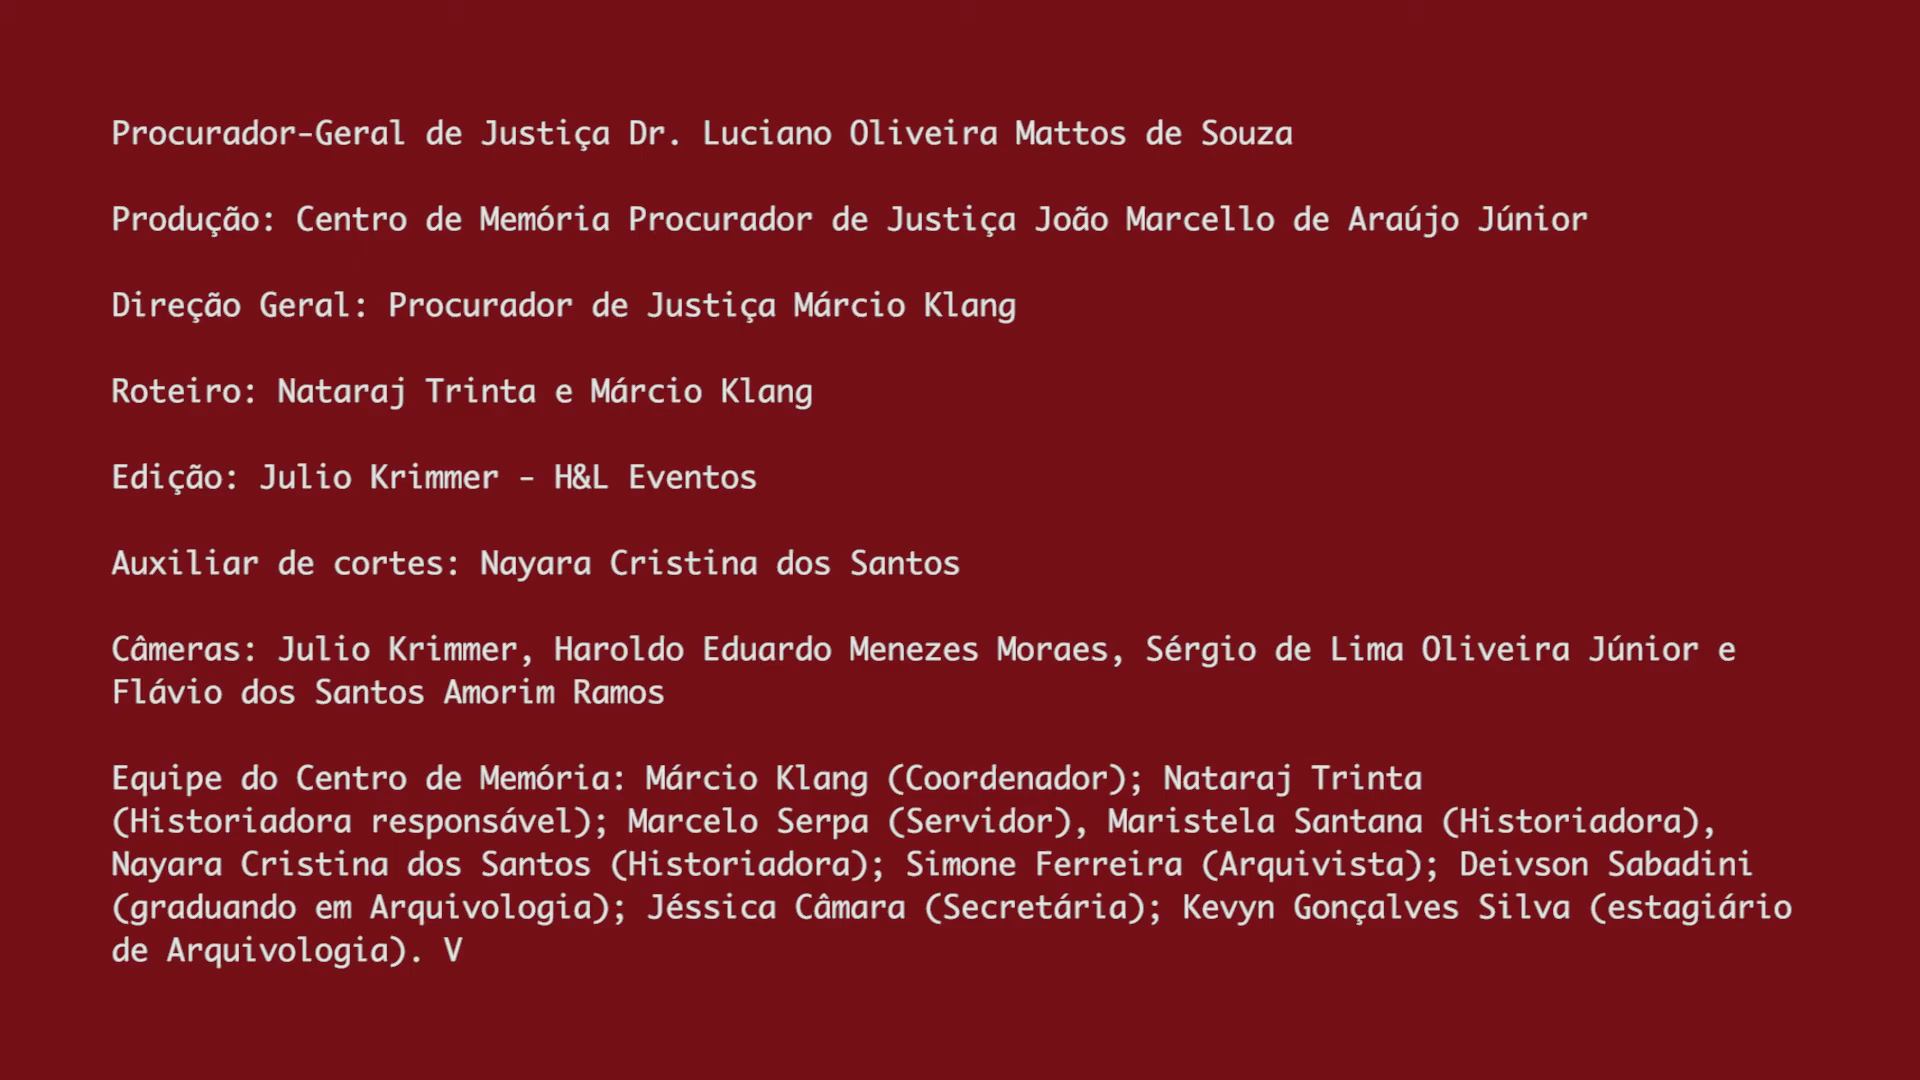 Procurador-Geral de Justiça Dr. Luciano Oliveira Mattos de Souza
Produção: Centro de Memória Procurador de Justiça João Marcello de Araújo Júnior
Direção Geral: Procurador de Justiça Márcio Klang
Roteiro: Nataraj Trinta e Márcio Klang
Edição: Julio Krimmer - H&L Eventos
Auxiliar de cortes: Nayara Cristina dos Santos
Câmeras: Julio Krimmer, Haroldo Eduardo Menezes Moraes, Sérgio de Lima Oliveira Júnior e
Flávio dos Santos Amorim Ramos
Equipe do Centro de Memória: Márcio Klang (Coordenador); Nataraj Trinta
(Historiadora responsável); Marcelo Serpa (Servidor), Maristela Santana (Historiadora),
Nayara Cristina dos Santos (Historiadora); Simone Ferreira (Arquivista); Deivson Sabadini
(graduando em Arquivologia); Jéssica Câmara (Secretária); Kevyn Gonçalves Silva (estagiário
de Arquivologia). V